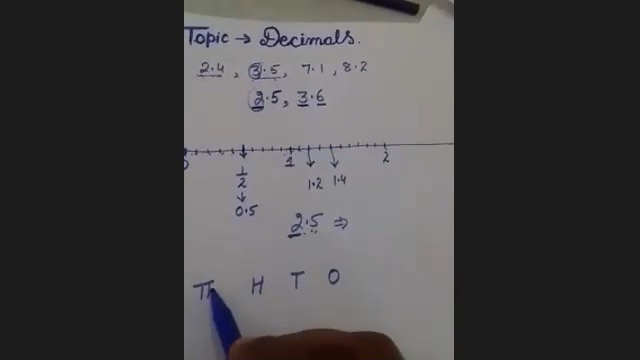 Topic → Decimals.
2.4, 3.5, 7.1, 8.2
2.5, 3.6
0 1 2
1/2 1.2 1.4
↓
0.5
2.5 ⇒
H T O